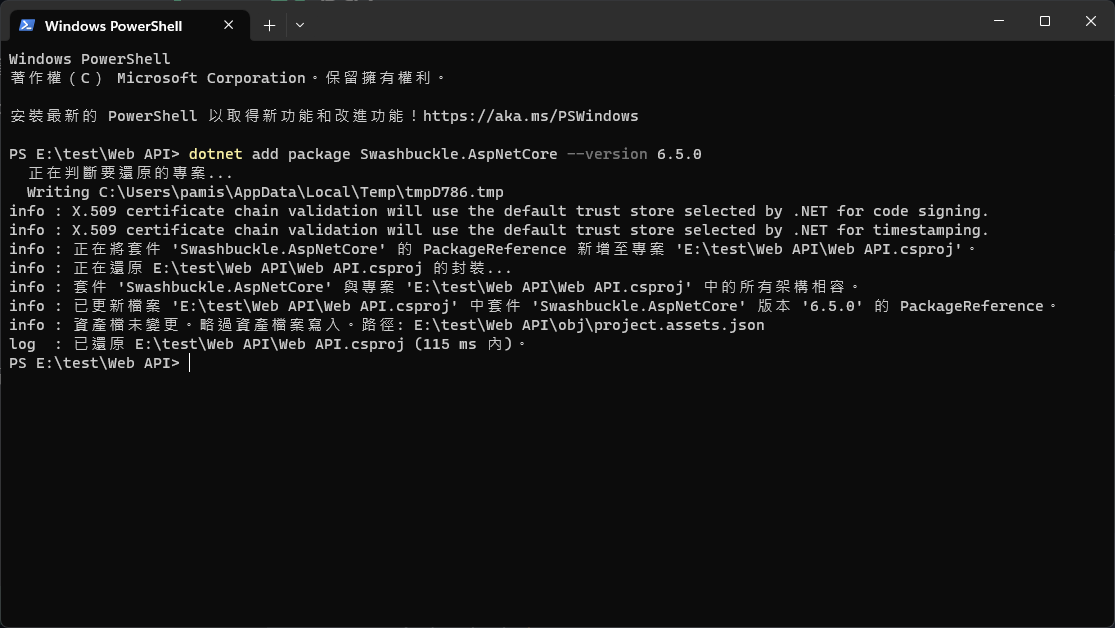 Windows PowerShell
Windows PowerShell
著作權（C） Microsoft Corporation。保留擁有權利。
安裝最新的 PowerShell 以取得新功能和改進功能！https://aka.ms/PSWindows
PS E:\test\Web API> dotnet add package Swashbuckle.AspNetCore --version 6.5.0
正在判斷要還原的專案...
Writing C:\Users\pamis\AppData\Local\Temp\tmpD786.tmp
info : X.509 certificate chain validation will use the default trust store selected by .NET for code signing.
info : X.509 certificate chain validation will use the default trust store selected by .NET for timestamping.
info : 正在將套件 'Swashbuckle.AspNetCore' 的 PackageReference 新增至專案 'E:\test\Web API\Web API.csproj'。
info : 正在還原 E:\test\Web API\Web API.csproj 的封裝...
info : 套件 'Swashbuckle.AspNetCore' 與專案 'E:\test\Web API\Web API.csproj' 中的所有架構相容。
info : 已更新檔案 'E:\test\Web API\Web API.csproj' 中套件 'Swashbuckle.AspNetCore' 版本 '6.5.0' 的 PackageReference。
info : 資產檔未變更。略過資產檔案寫入。路徑: E:\test\Web API\obj\project.assets.json
log  : 已還原 E:\test\Web API\Web API.csproj (115 ms 內)。
PS E:\test\Web API>